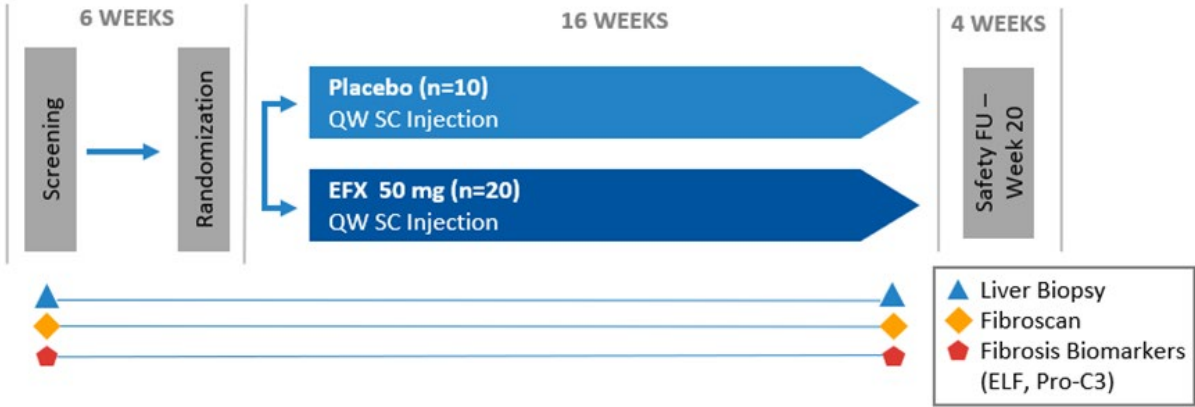 6 WEEKS
16 WEEKS
4 WEEKS
Screening
Randomization
Placebo (n=10)
QW SC Injection
EFX 50 mg (n=20)
QW SC Injection
Safety FU –
Week 20
Liver Biopsy
Fibroscan
Fibrosis Biomarkers
(ELF, Pro-C3)